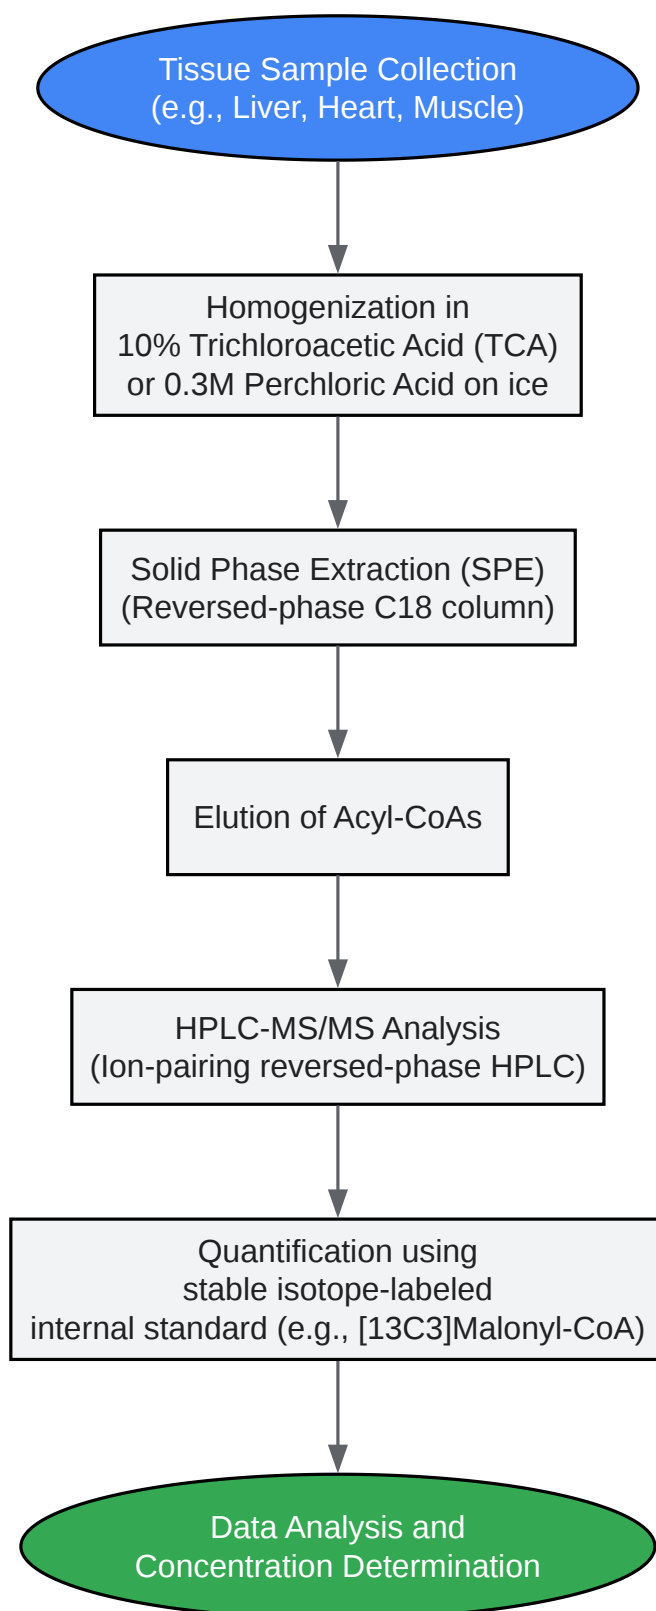 Tissue Sample Collection
(e.g., Liver, Heart, Muscle)
Homogenization in
10% Trichloroacetic Acid (TCA)
or 0.3M Perchloric Acid on ice
Solid Phase Extraction (SPE)
(Reversed-phase C18 column)
Elution of Acyl-CoAs
HPLC-MS/MS Analysis
(Ion-pairing reversed-phase HPLC)
Quantification using
stable isotope-labeled
internal standard (e.g., [13C3]Malonyl-CoA)
Data Analysis and
Concentration Determination